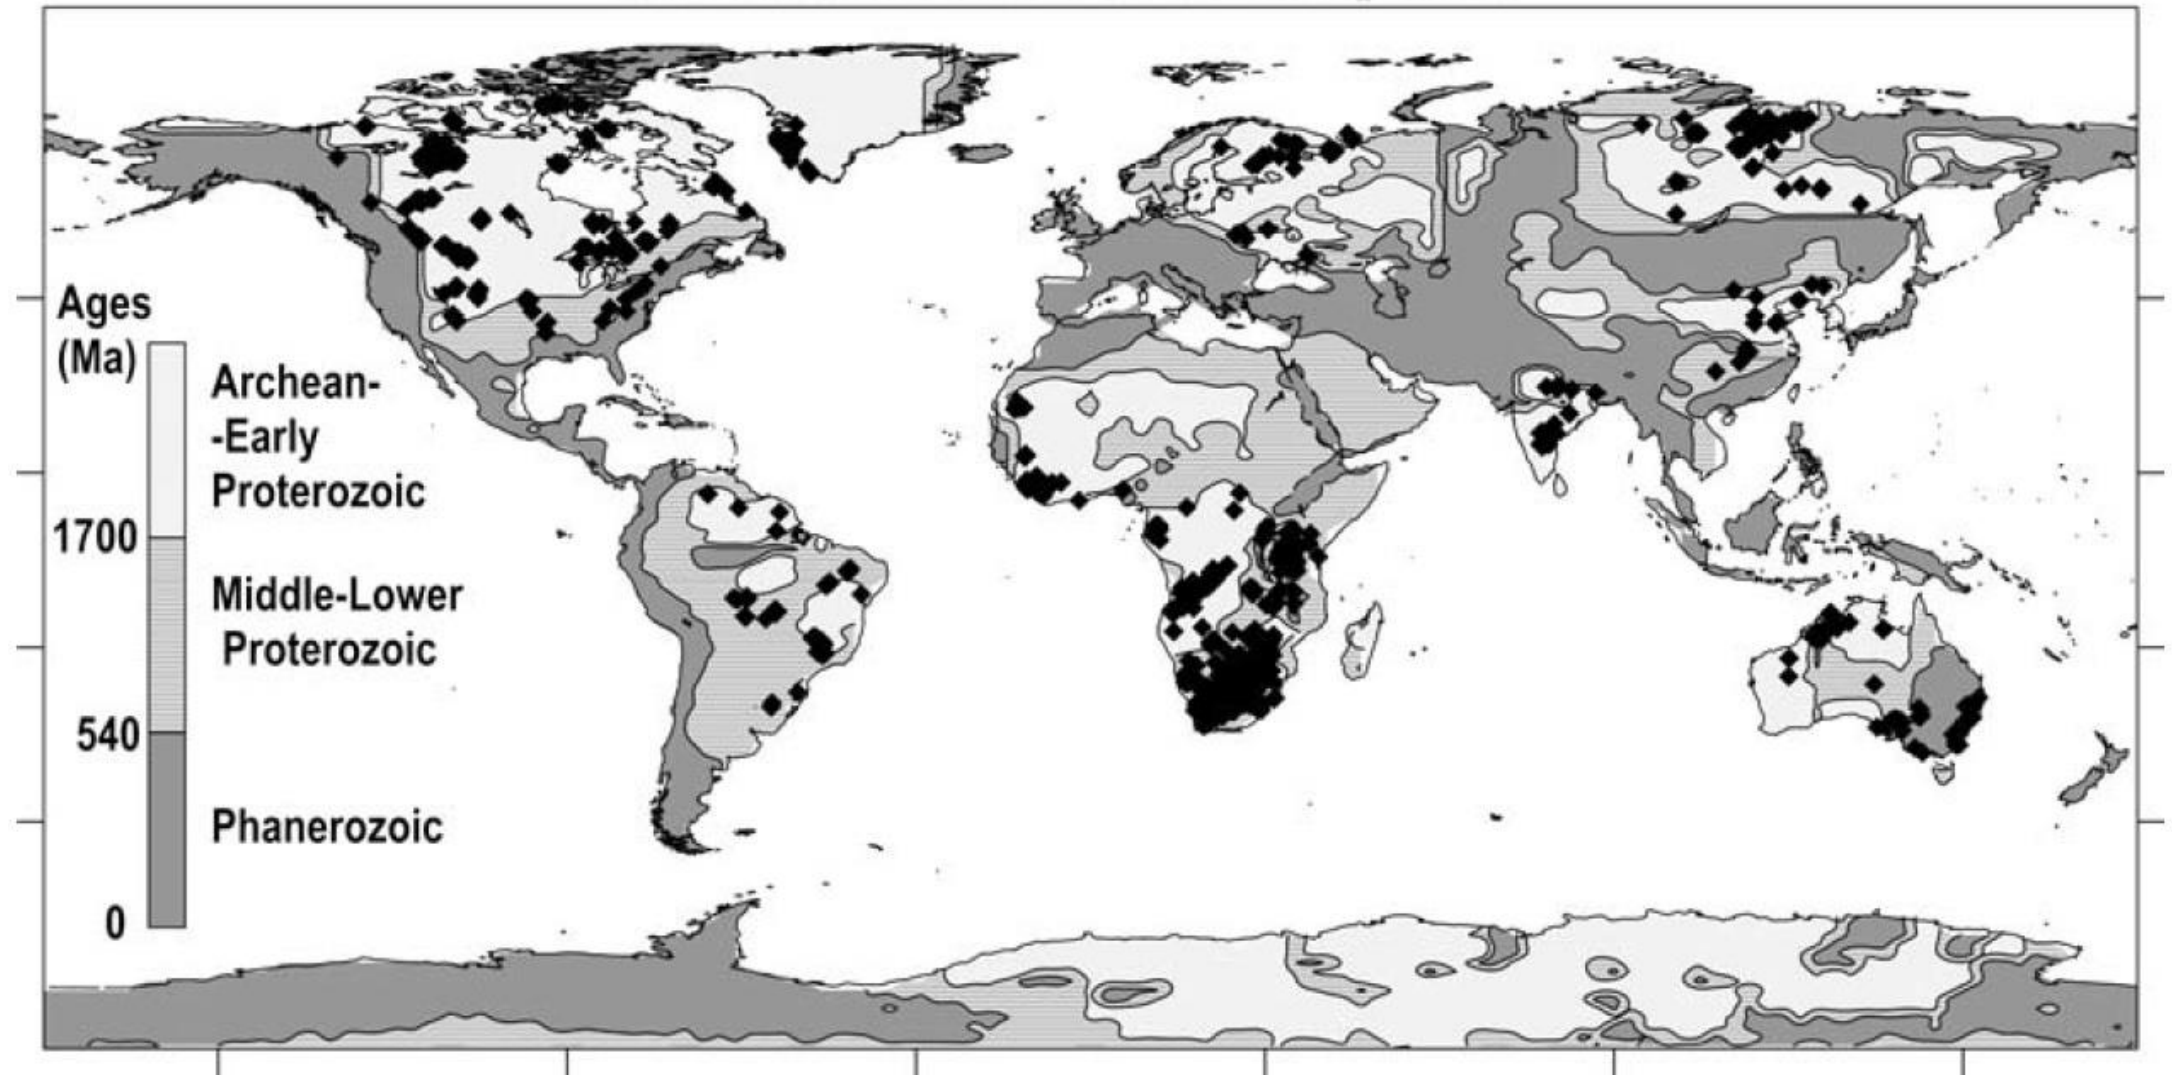 Ages
(Ma)
Archean-
-Early
Proterozoic
1700
Middle-Lower
Proterozoic
540
Phanerozoic
0